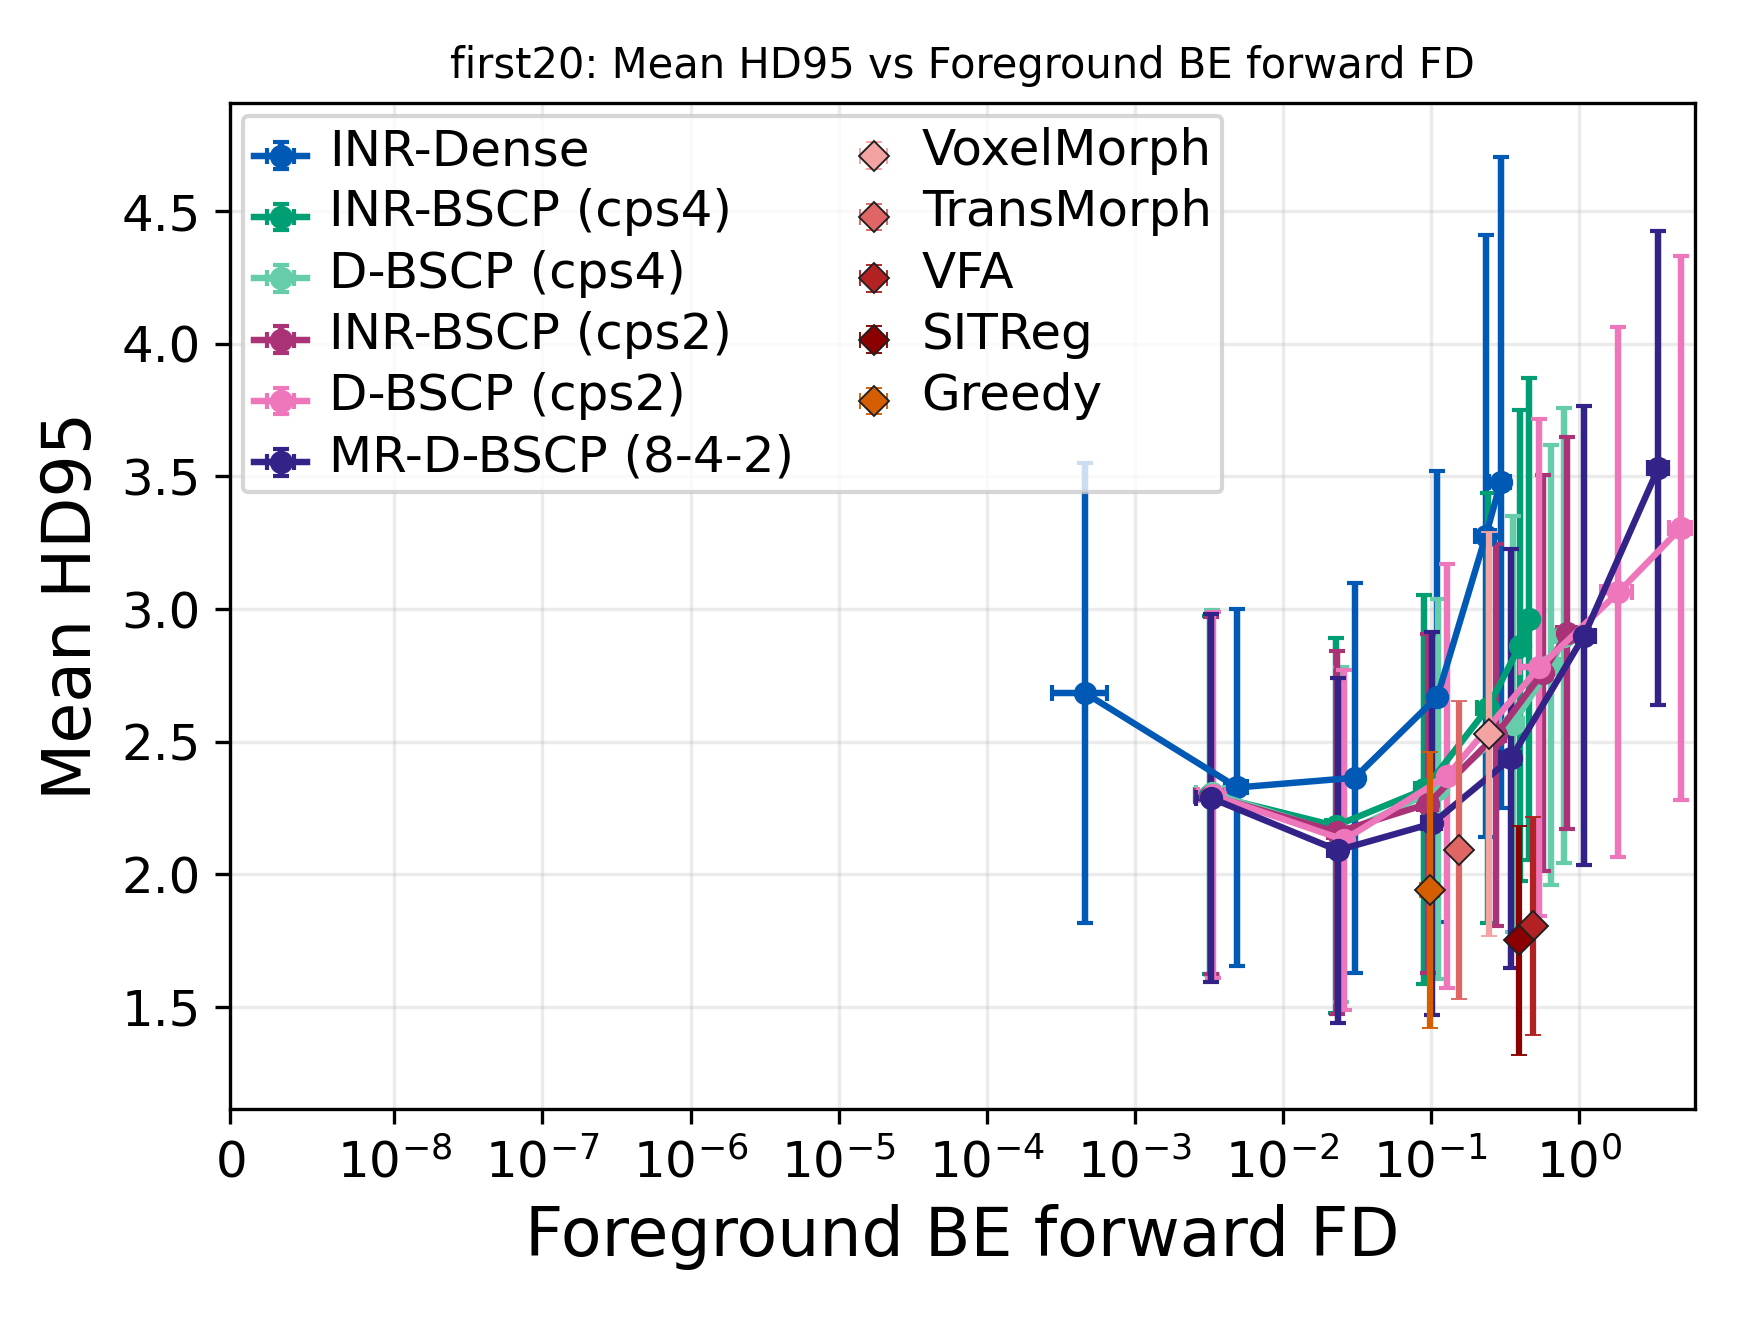 first20: Mean HD95 vs Foreground BE forward FD
INR-Dense
INR-BSCP (cps4)
D-BSCP (cps4)
INR-BSCP (cps2)
D-BSCP (cps2)
MR-D-BSCP (8-4-2)
VoxelMorph
TransMorph
VFA
SITReg
Greedy
Mean HD95
4.5
4.0
3.5
3.0
2.5
2.0
1.5
0 10⁻⁸ 10⁻⁷ 10⁻⁶ 10⁻⁵ 10⁻⁴ 10⁻³ 10⁻² 10⁻¹ 10⁰
Foreground BE forward FD